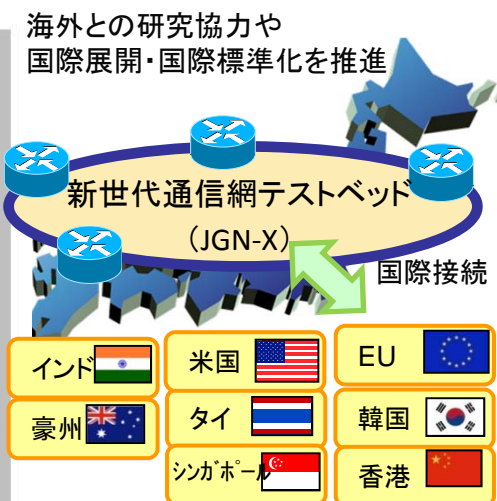 海外との研究協力や
国際展開・国際標準化を推進
新世代通信網テストベッド
（JGN-X）
国際接続
インド
米国
EU
豪州
タイ
韓国
シンガポール
香港